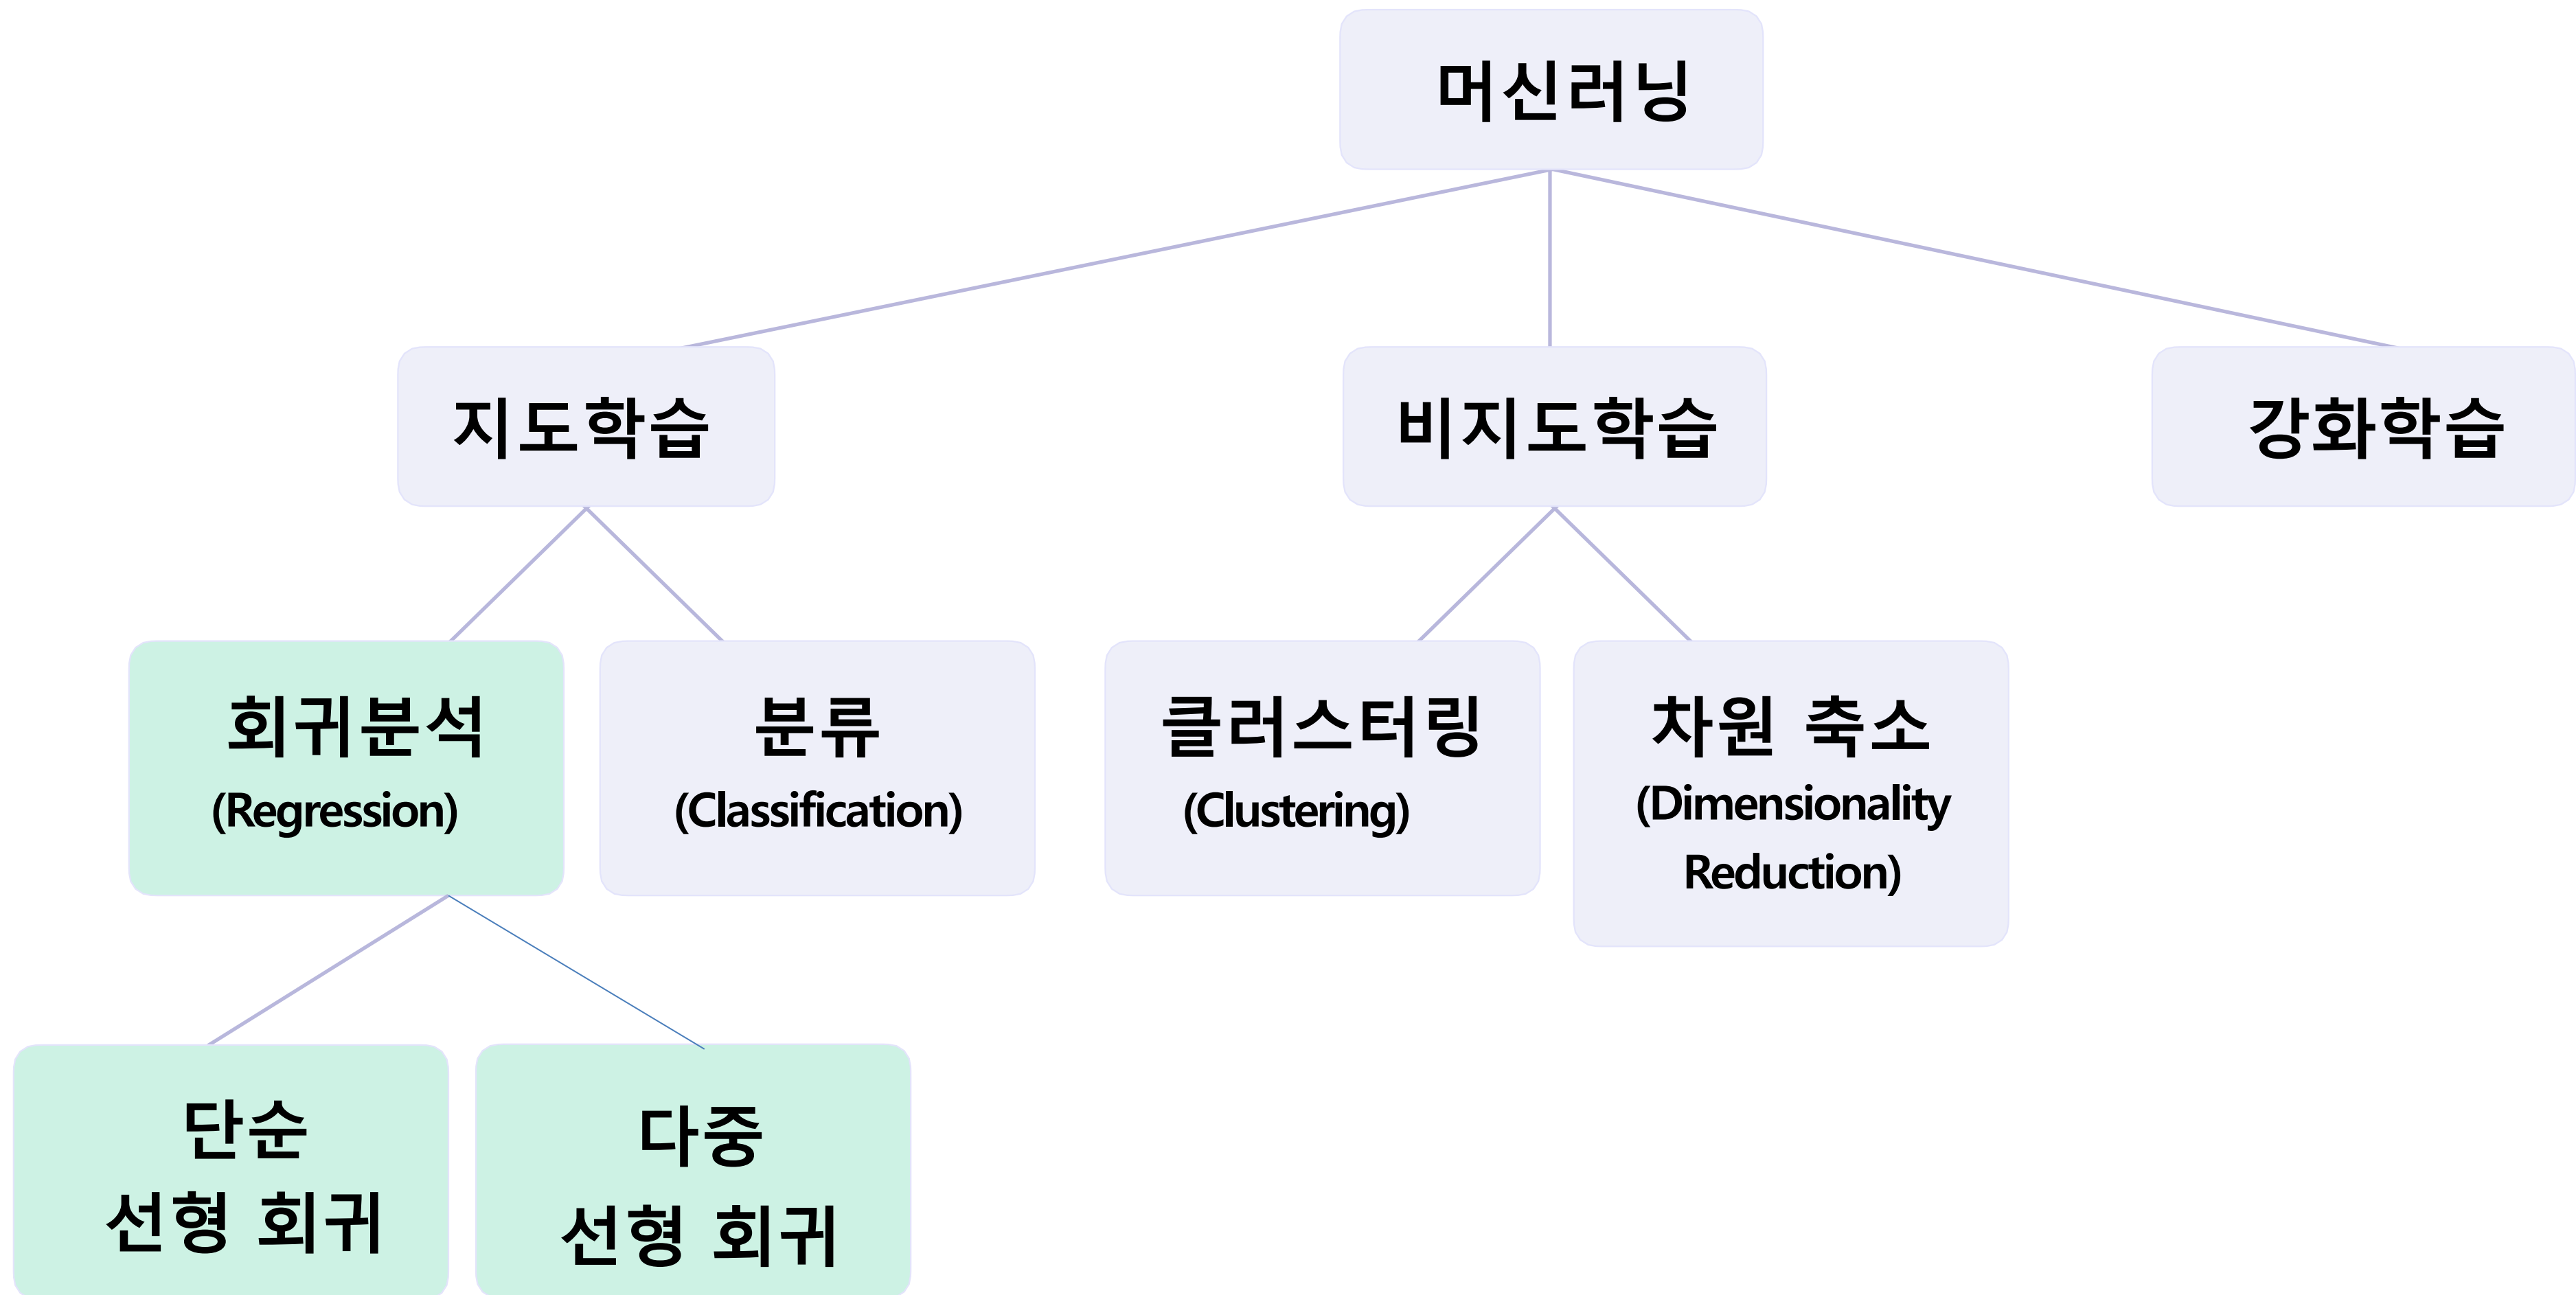 머신러닝
지도학습
비지도학습
강화학습
회귀분석
(Regression)
분류
(Classification)
클러스터링
(Clustering)
차원 축소
(Dimensionality
Reduction)
단순
선형 회귀
다중
선형 회귀